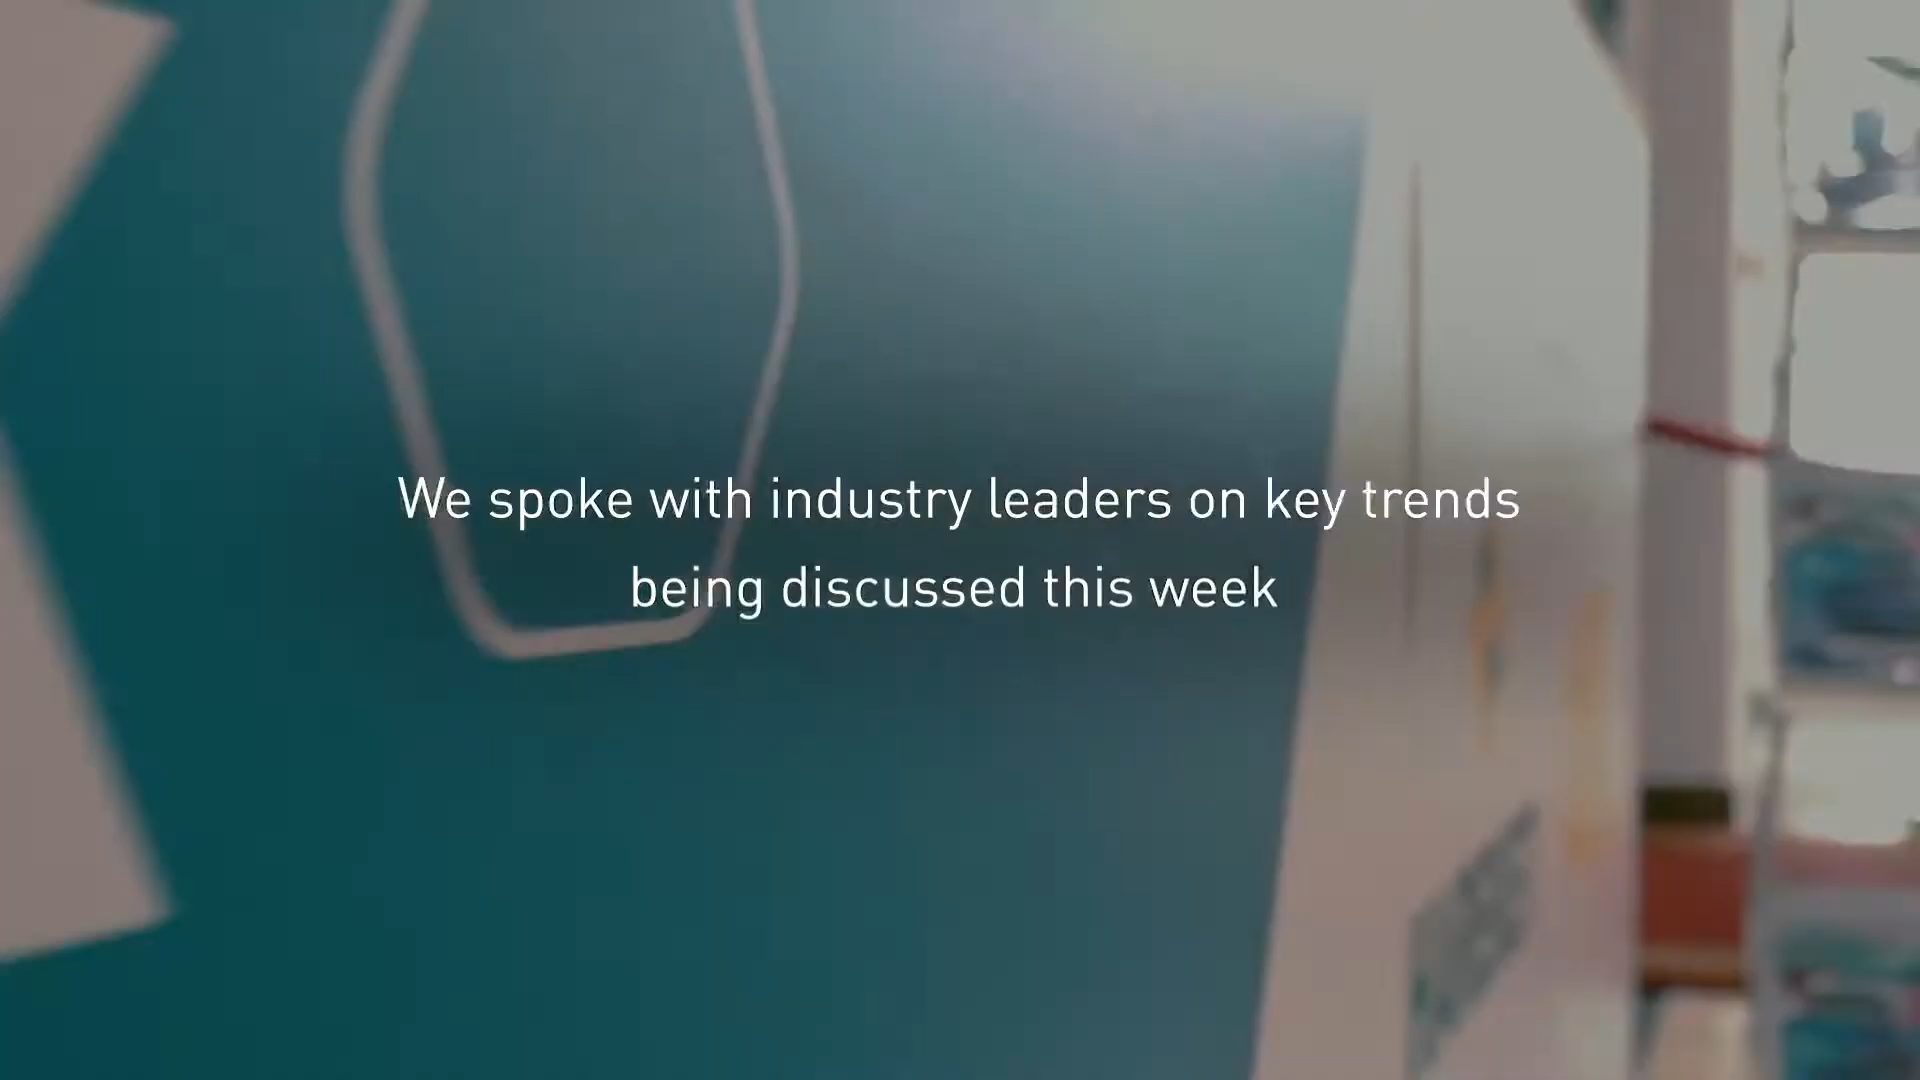 We spoke with industry leaders on key trends
being discussed this week